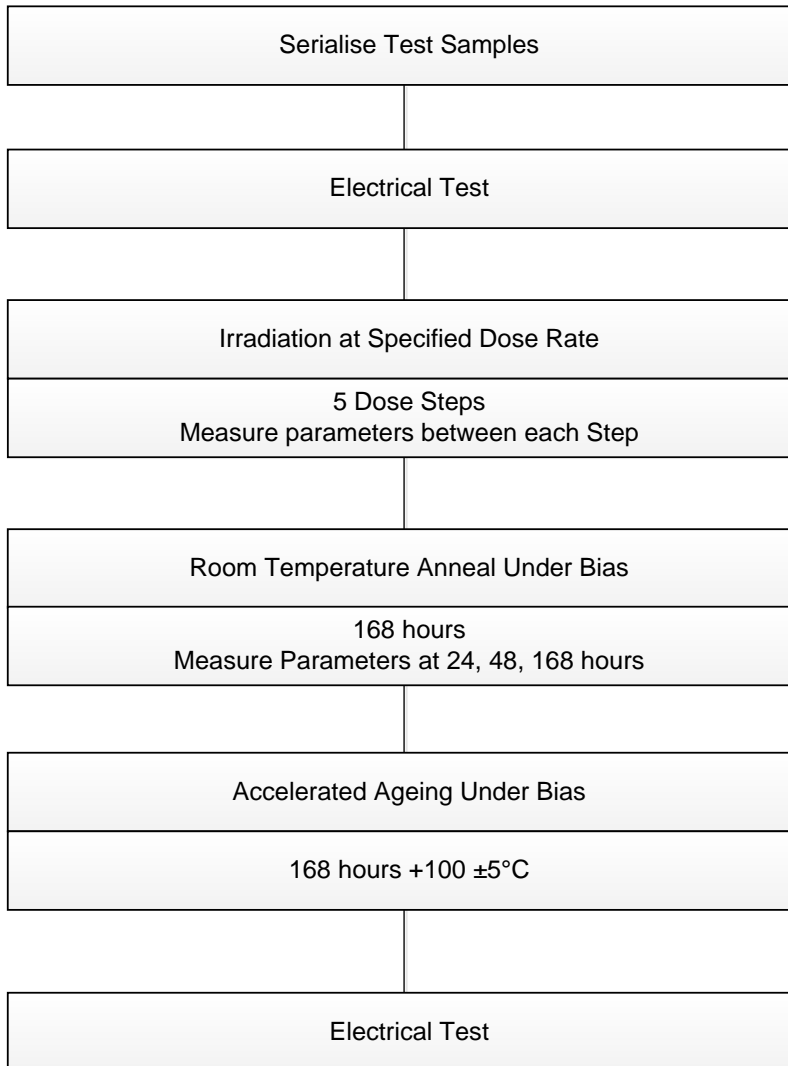 Serialise Test Samples
Electrical Test
Irradiation at Specified Dose Rate
5 Dose Steps
Measure parameters between each Step
Room Temperature Anneal Under Bias
168 hours
Measure Parameters at 24, 48, 168 hours
Accelerated Ageing Under Bias
168 hours +100 ±5°C
Electrical Test